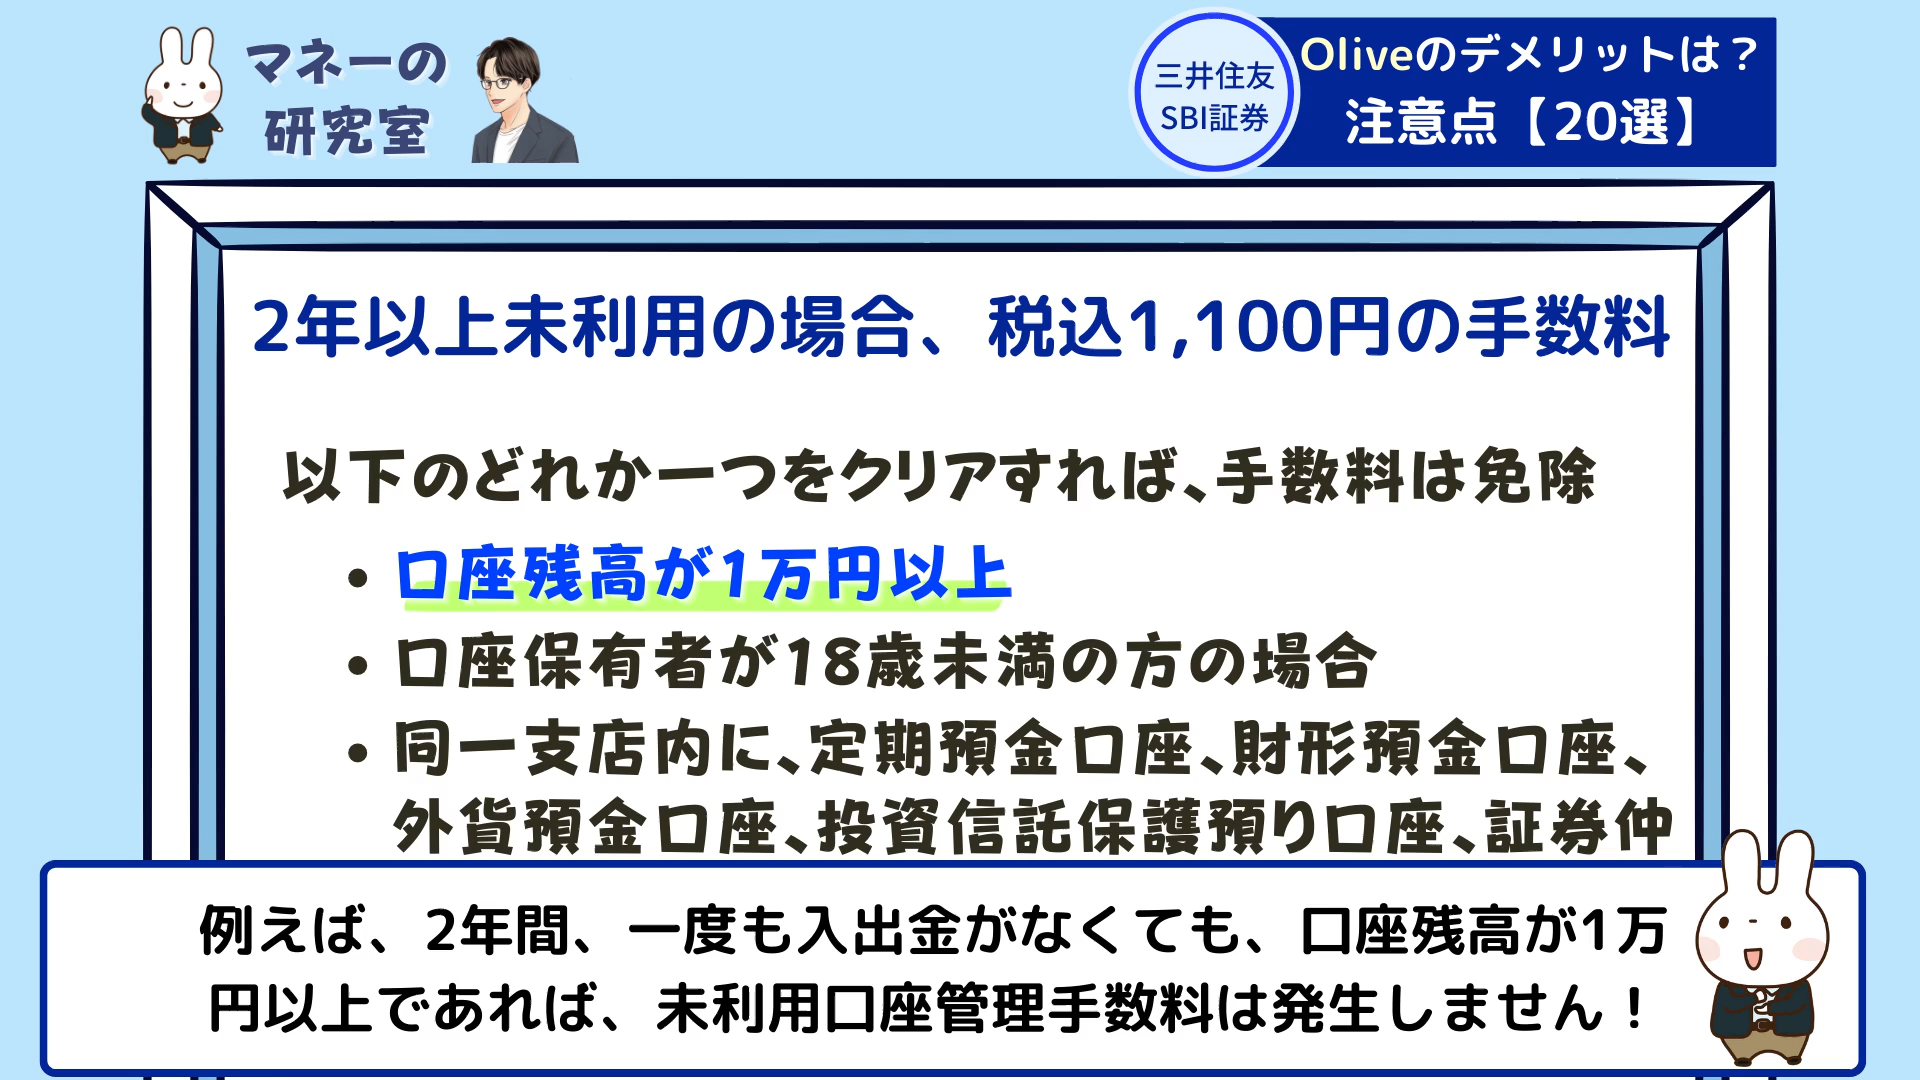 マネーの
研究室
三井住友
SBI証券
Oliveのデメリットは？
注意点【20選】
2年以上未利用の場合、税込1,100円の手数料
以下のどれか一つをクリアすれば、手数料は免除
• 口座残高が1万円以上
• 口座保有者が18歳未満の方の場合
• 同一支店内に、定期預金口座、財形預金口座、
外貨預金口座、投資信託保護預り口座、証券仲
例えば、2年間、一度も入出金がなくても、口座残高が1万
円以上であれば、未利用口座管理手数料は発生しません！